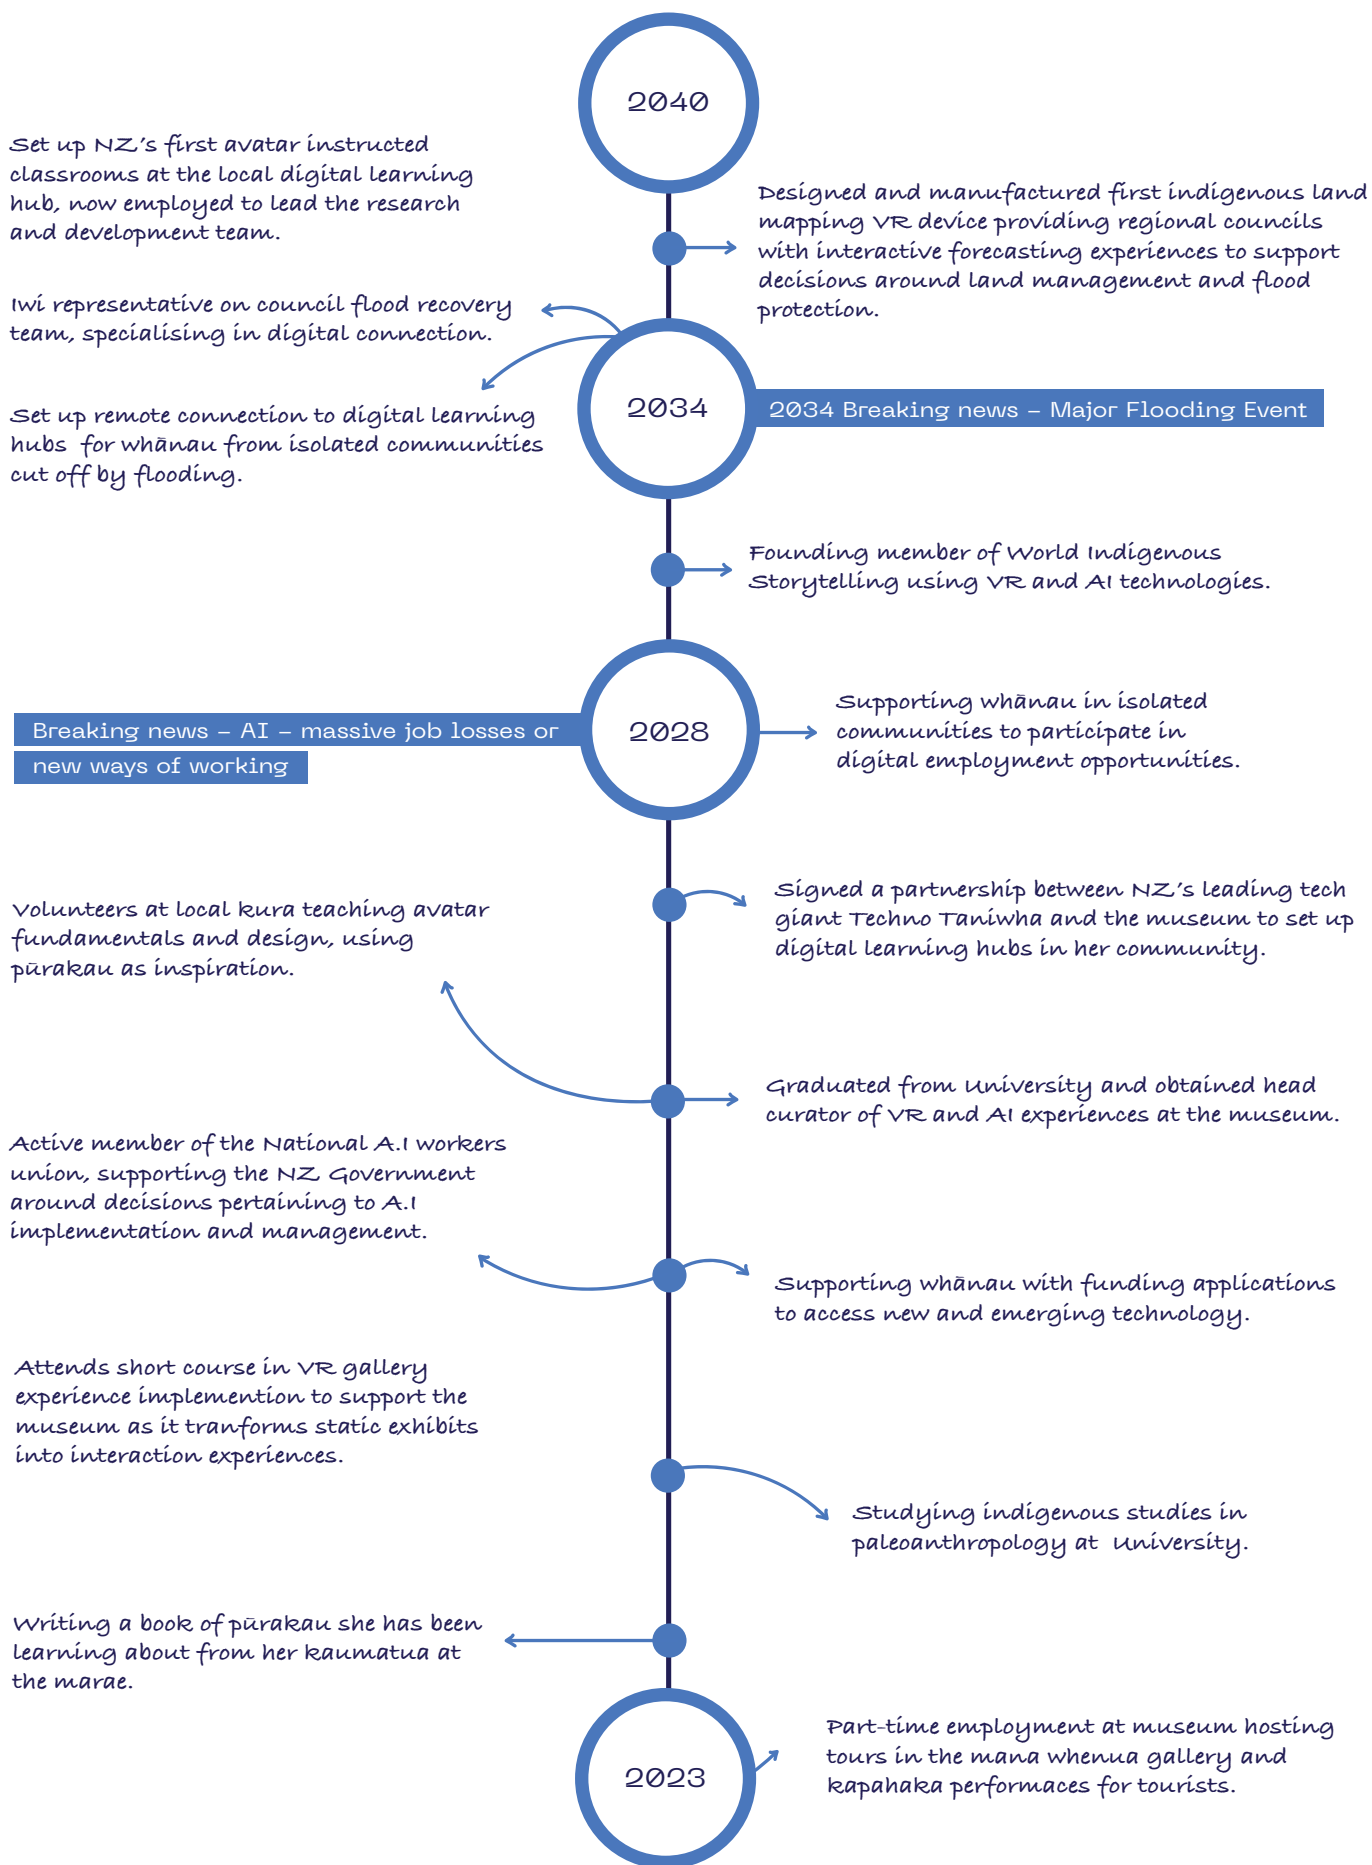 2040
Set up NZ's first avatar instructed
classrooms at the local digital learning
hub, now employed to lead the research
and development team.
Designed and manufactured first indigenous land
mapping VR device providing regional councils
with interactive forecasting experiences to support
decisions around land management and flood
protection.
Iwi representative on council flood recovery
team, specialising in digital connection.
2034
2034 Breaking news – Major Flooding Event
Set up remote connection to digital learning
hubs for whānau from isolated communities
cut off by flooding.
Founding member of World Indigenous
Storytelling using VR and AI technologies.
Supporting whānau in isolated
communities to participate in
digital employment opportunities.
2028
Breaking news – AI – massive job losses or
new ways of working
Signed a partnership between NZ's leading tech
giant Techno Taniwha and the museum to set up
digital learning hubs in her community.
Volunteers at local kura teaching avatar
fundamentals and design, using
pūrakau as inspiration.
Graduated from University and obtained head
curator of VR and AI experiences at the museum.
Active member of the National A.I workers
union, supporting the NZ Government
around decisions pertaining to A.I
implementation and management.
Supporting whānau with funding applications
to access new and emerging technology.
Attends short course in VR gallery
experience implemention to support the
museum as it tranforms static exhibits
into interaction experiences.
Studying indigenous studies in
paleoanthropology at University.
Writing a book of pūrakau she has been
learning about from her kaumatua at
the marae.
Part-time employment at museum hosting
tours in the mana whenua gallery and
kapahaka performaces for tourists.
2023